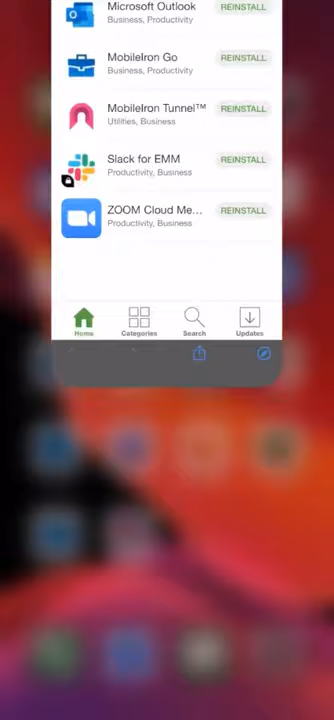 Microsoft Outlook
REINSTALL
Business, Productivity
MobileIron Go
REINSTALL
Business, Productivity
MobileIron Tunnel™
REINSTALL
Utilities, Business
Slack for EMM
REINSTALL
Productivity, Business
ZOOM Cloud Me...
REINSTALL
Productivity, Business
Home Categories Search Updates